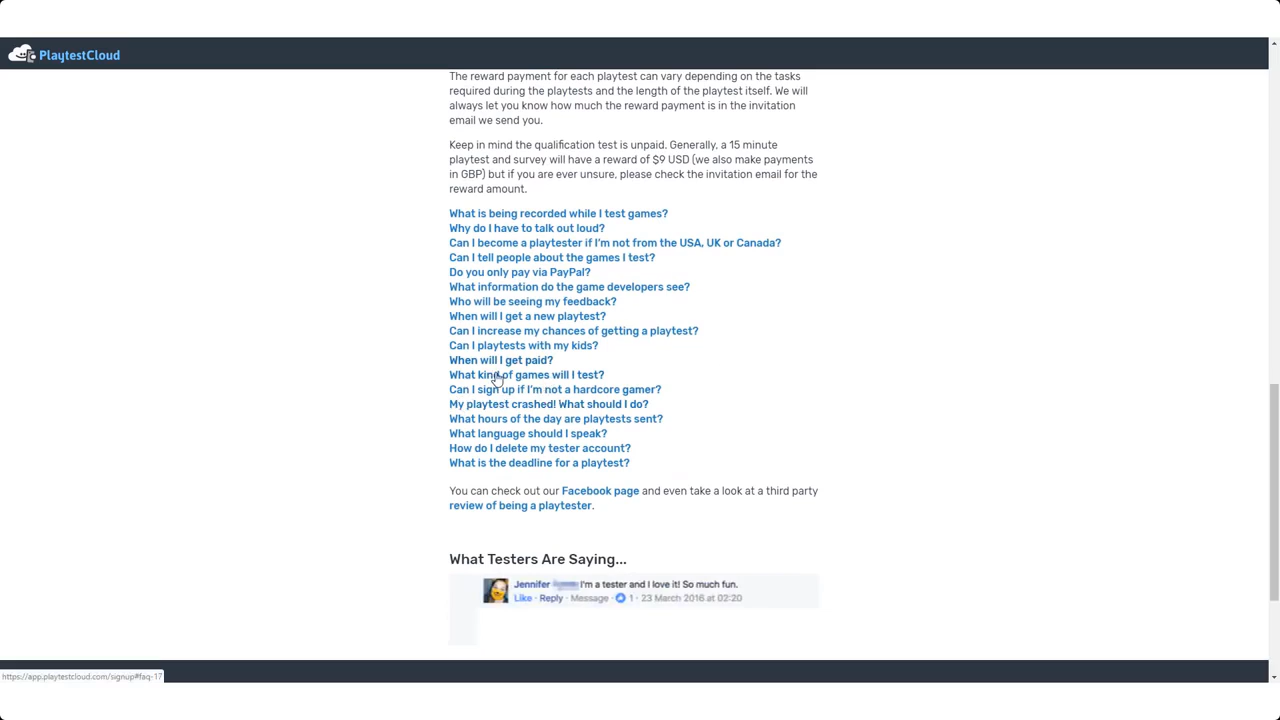 PlaytestCloud
The reward payment for each playtest can vary depending on the tasks
required during the playtests and the length of the playtest itself. We will
always let you know how much the reward payment is in the invitation
email we send you.
Keep in mind the qualification test is unpaid. Generally, a 15 minute
playtest and survey will have a reward of $9 USD (we also make payments
in GBP) but if you are ever unsure, please check the invitation email for the
reward amount.
What is being recorded while I test games?
Why do I have to talk out loud?
Can I become a playtester if I'm not from the USA, UK or Canada?
Can I tell people about the games I test?
Do you only pay via PayPal?
What information do the game developers see?
Who will be seeing my feedback?
When will I get a new playtest?
Can I increase my chances of getting a playtest?
Can I playtests with my kids?
When will I get paid?
What kind of games will I test?
Can I sign up if I'm not a hardcore gamer?
My playtest crashed! What should I do?
What hours of the day are playtests sent?
What language should I speak?
How do I delete my tester account?
What is the deadline for a playtest?
You can check out our Facebook page and even take a look at a third party
review of being a playtester.
What Testers Are Saying...
Jennifer I'm a tester and I love it! So much fun.
Like · Reply · Message · 1 · 23 March 2016 at 02:20
https://app.playtestcloud.com/signup#faq-17